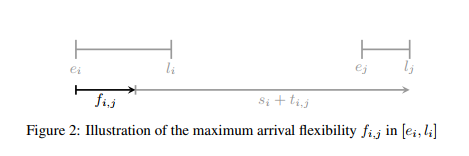 e_i l_i e_j l_j
f_{i,j} s_i + t_{i,j}
Figure 2: Illustration of the maximum arrival flexibility f_{i,j} in [e_i, l_i]